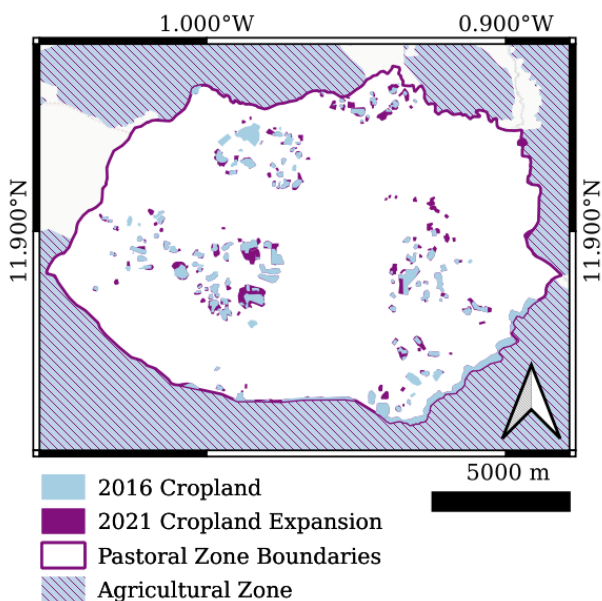 1.000°W 0.900°W
11.900°N
11.900°N
2016 Cropland
2021 Cropland Expansion
Pastoral Zone Boundaries
Agricultural Zone
5000 m